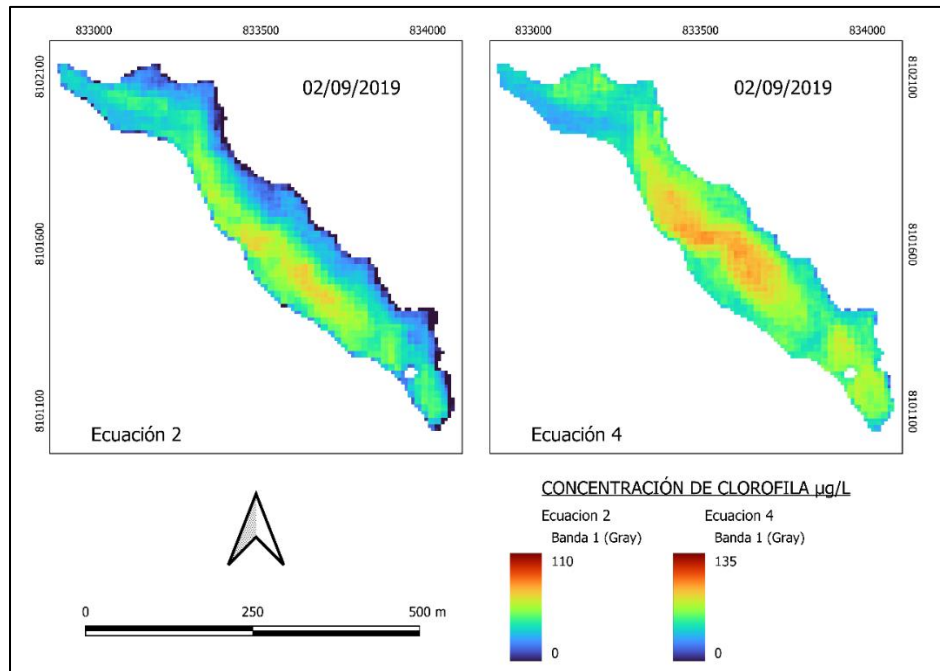 833000 833500 834000
833000 833500 834000
8102100
8101600
8101100
02/09/2019
Ecuación 2
02/09/2019
Ecuación 4
8102100
8101600
8101100
CONCENTRACIÓN DE CLOROFILA µg/L
Ecuacion 2
Banda 1 (Gray)
110
0
Ecuacion 4
Banda 1 (Gray)
135
0
0 250 500 m